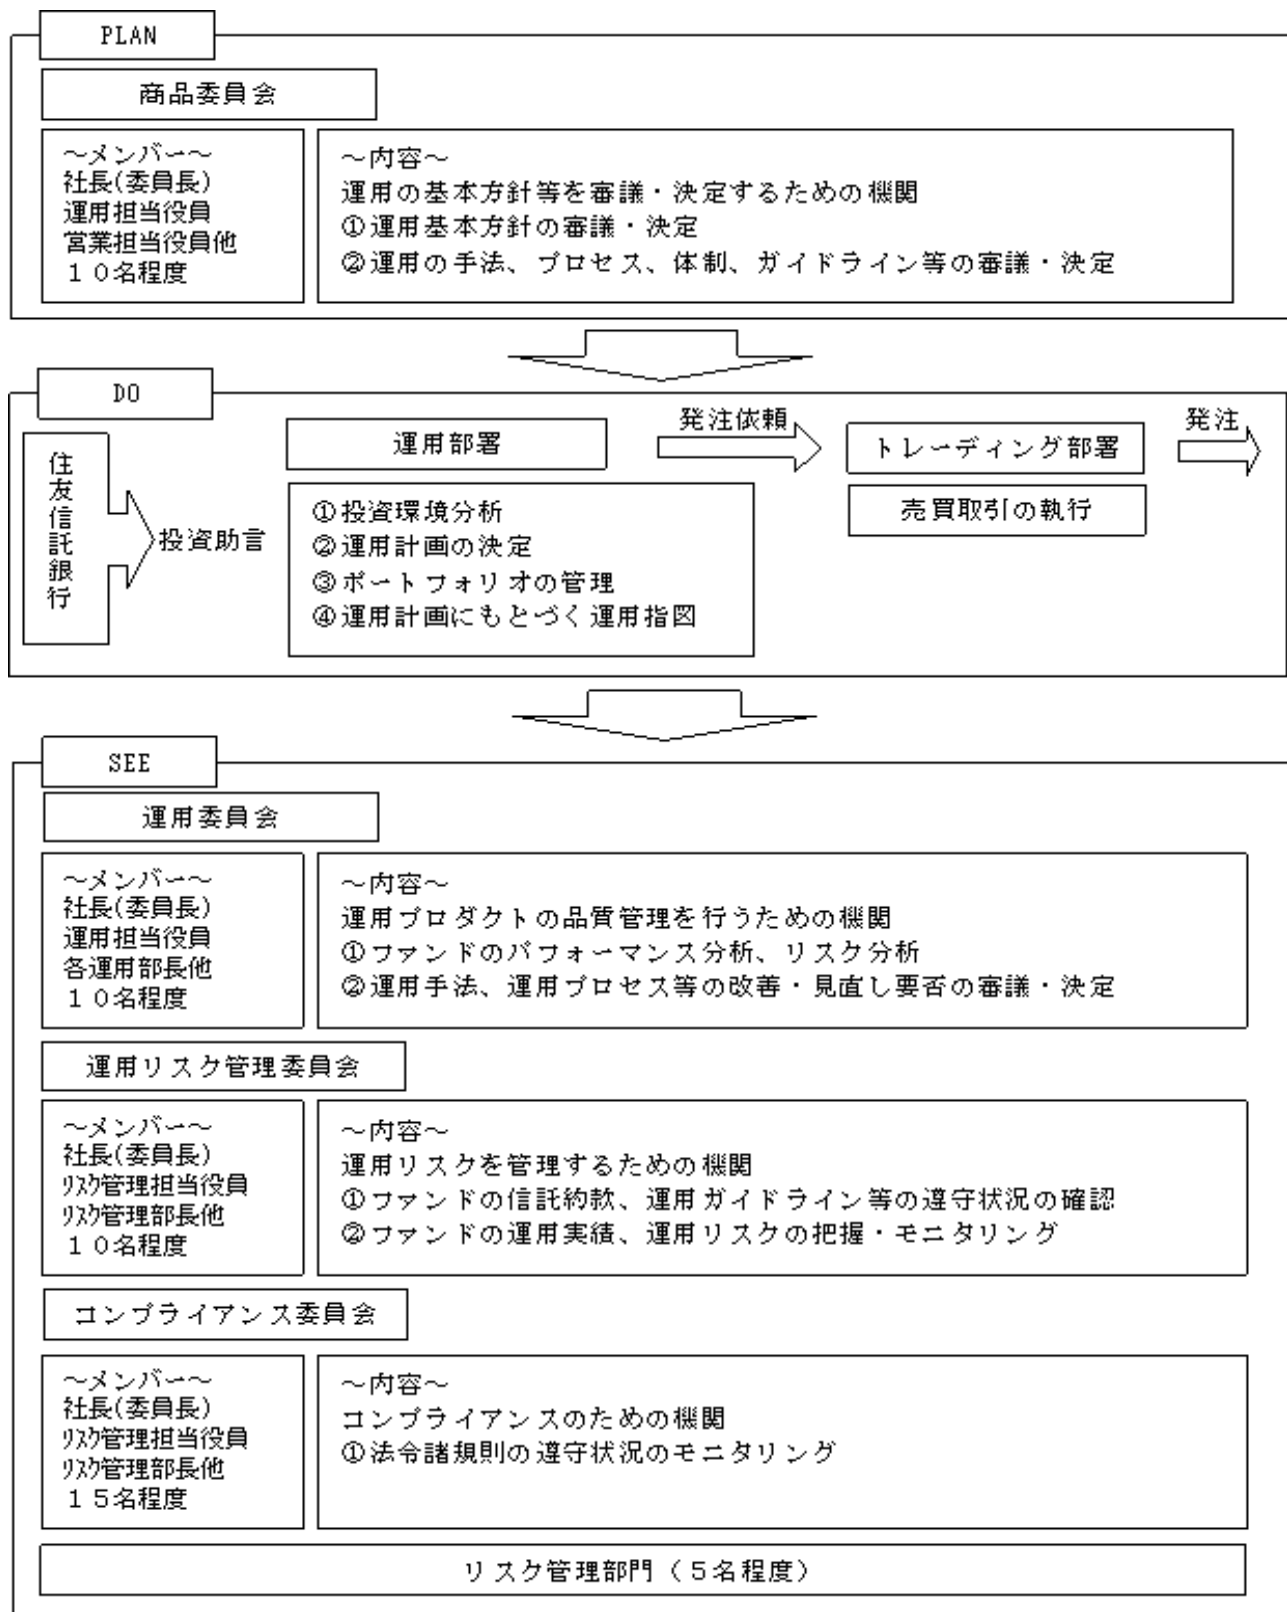 PLAN
商品委員会
～メンバー～
社長(委員長)
運用担当役員
営業担当役員他
１０名程度
～内容～
運用の基本方針等を審議・決定するための機関
①運用基本方針の審議・決定
②運用の手法、プロセス、体制、ガイドライン等の審議・決定
DO
住友信託銀行
投資助言
運用部署
①投資環境分析
②運用計画の決定
③ポートフォリオの管理
④運用計画にもとづく運用指図
発注依頼
トレーディング部署
売買取引の執行
発注
SEE
運用委員会
～メンバー～
社長(委員長)
運用担当役員
各運用部長他
１０名程度
～内容～
運用プロダクトの品質管理を行うための機関
①ファンドのパフォーマンス分析、リスク分析
②運用手法、運用プロセス等の改善・見直し要否の審議・決定
運用リスク管理委員会
～メンバー～
社長(委員長)
ﾘｽｸ管理担当役員
ﾘｽｸ管理部長他
１０名程度
～内容～
運用リスクを管理するための機関
①ファンドの信託約款、運用ガイドライン等の遵守状況の確認
②ファンドの運用実績、運用リスクの把握・モニタリング
コンプライアンス委員会
～メンバー～
社長(委員長)
ﾘｽｸ管理担当役員
ﾘｽｸ管理部長他
１５名程度
～内容～
コンプライアンスのための機関
①法令諸規則の遵守状況のモニタリング
リスク管理部門（５名程度）